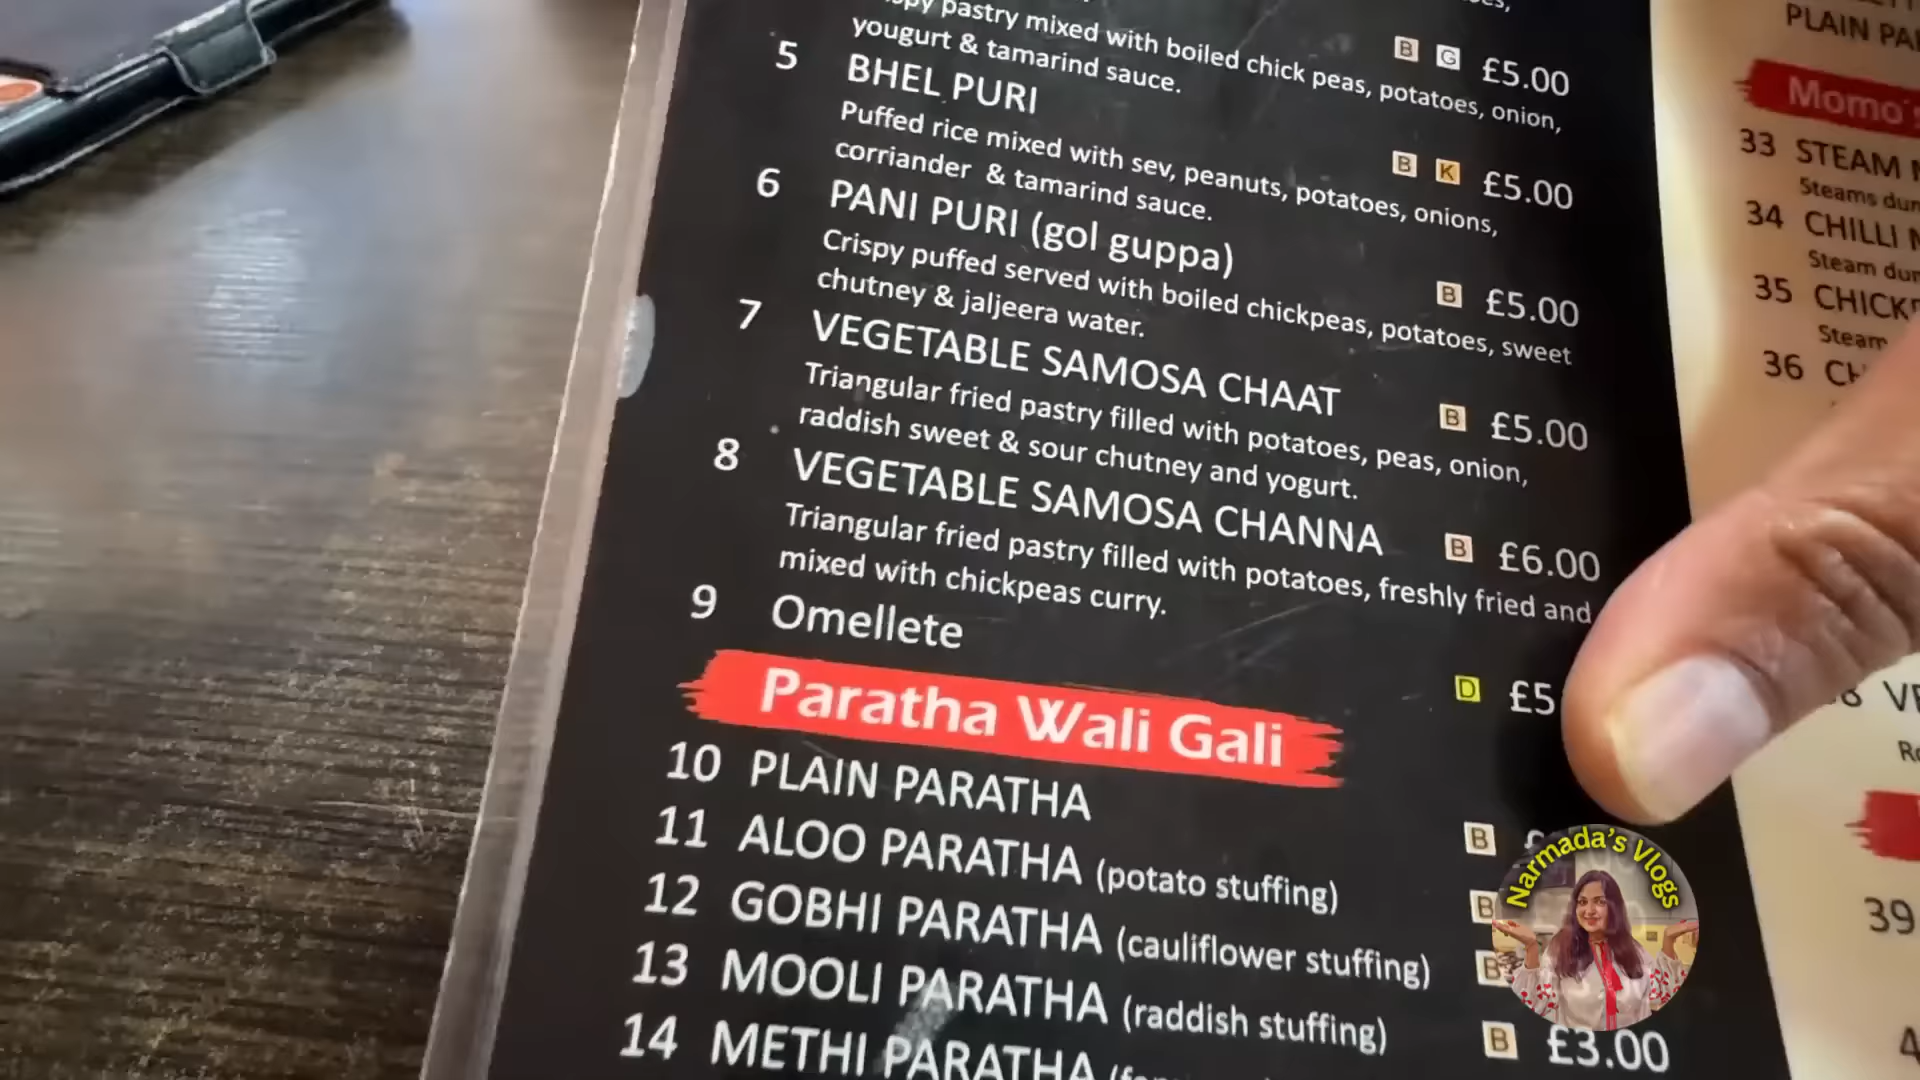 pastry mixed with boiled chick peas, potatoes, onion,
yougurt & tamarind sauce.
B G £5.00
5 BHEL PURI
Puffed rice mixed with sev, peanuts, potatoes, onions,
corriander & tamarind sauce.
B K £5.00
6 PANI PURI (gol guppa)
Crispy puffed served with boiled chickpeas, potatoes, sweet
chutney & jaljeera water.
B £5.00
7 VEGETABLE SAMOSA CHAAT
Triangular fried pastry filled with potatoes, peas, onion,
raddish sweet & sour chutney and yogurt.
B £5.00
8 VEGETABLE SAMOSA CHANNA
Triangular fried pastry filled with potatoes, freshly fried and
mixed with chickpeas curry.
B £6.00
9 Omellete
D £5
Paratha Wali Gali
10 PLAIN PARATHA
B
11 ALOO PARATHA (potato stuffing)
B
12 GOBHI PARATHA (cauliflower stuffing)
B
13 MOOLI PARATHA (raddish stuffing)
B £3.00
14 METHI PARATHA
PLAIN
Momo's
33 STEAM
Steams
34 CHILLI
Steam
35
Steam
36
39
Narmada's Vlogs